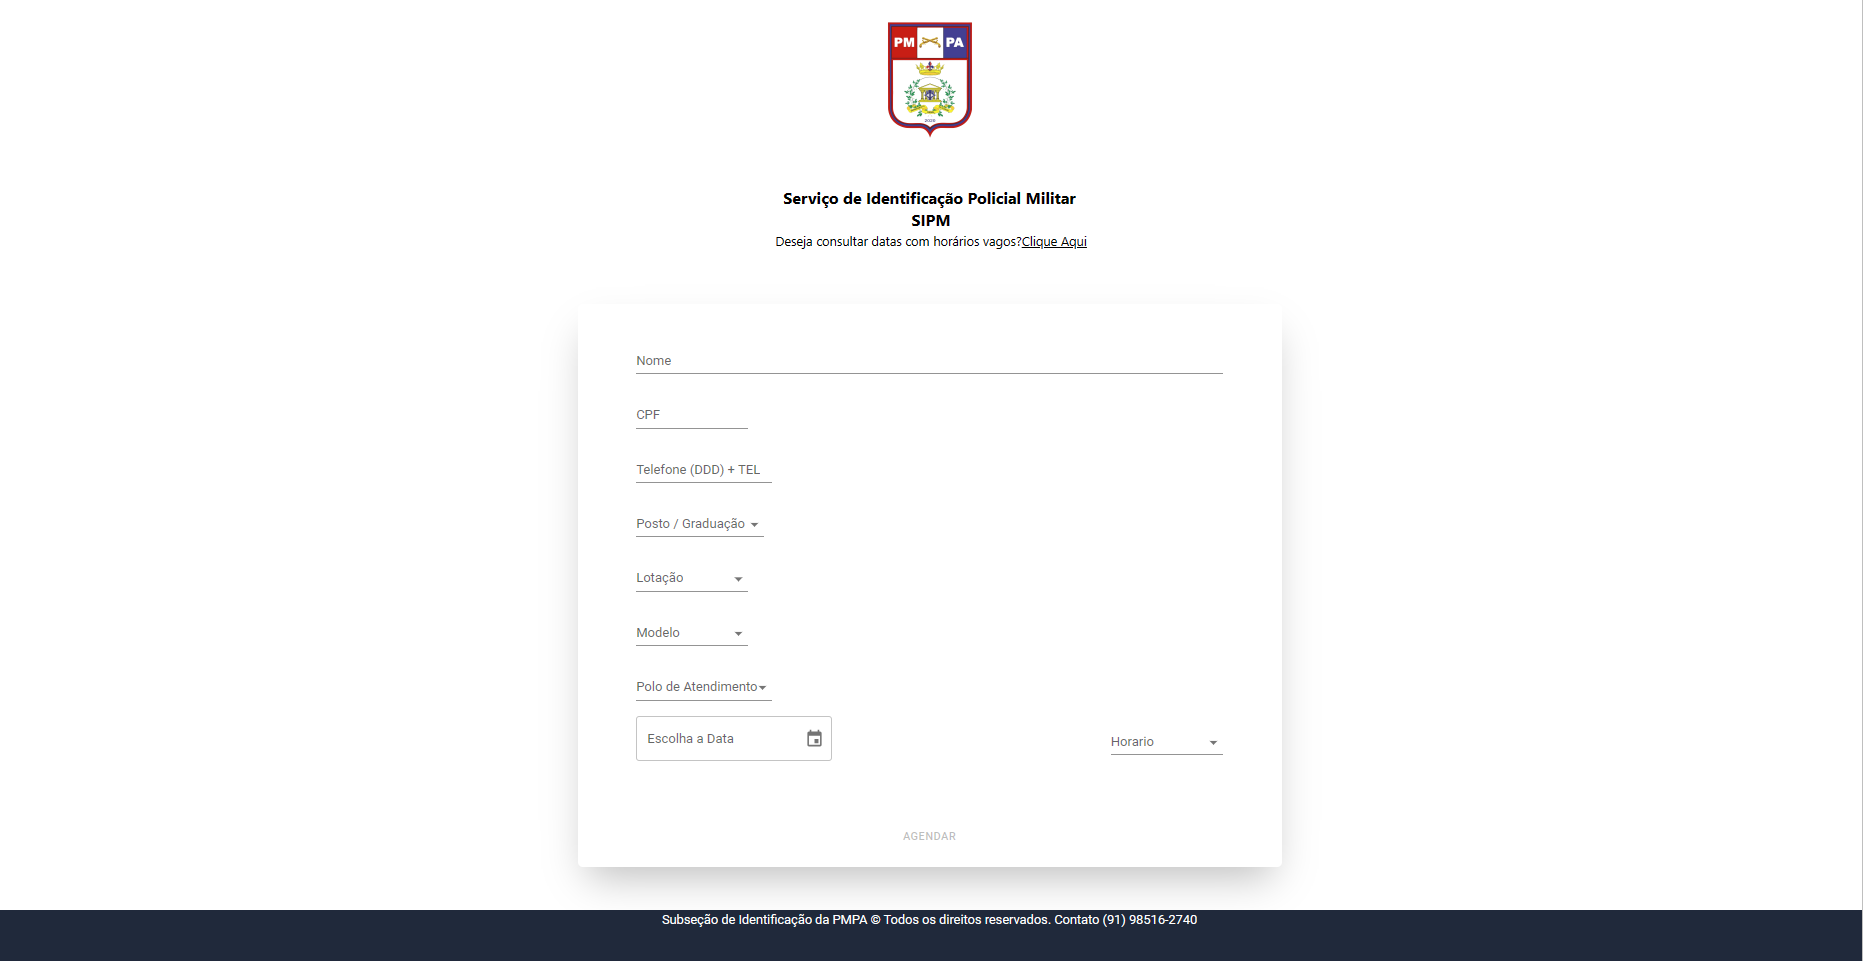 PM PA
2020
Serviço de Identificação Policial Militar
SIPM
Deseja consultar datas com horários vagos?Clique Aqui
Nome
CPF
Telefone (DDD) + TEL
Posto / Graduação
Lotação
Modelo
Polo de Atendimento
Escolha a Data
Horario
AGENDAR
Subseção de Identificação da PMPA © Todos os direitos reservados. Contato (91) 98516-2740